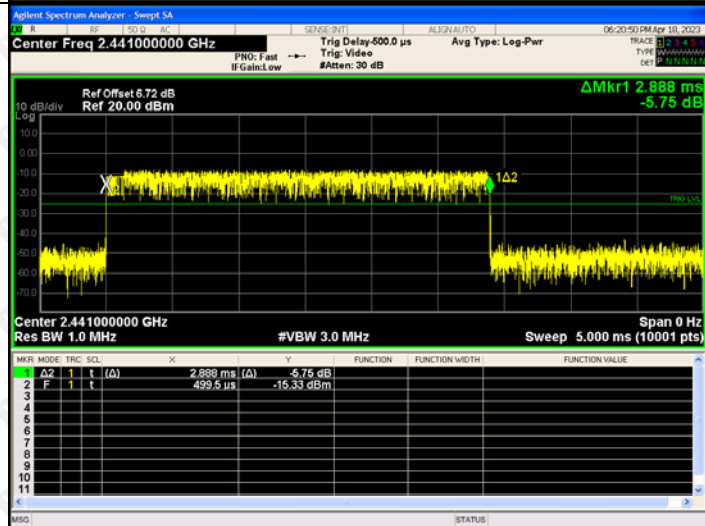 Agilent Spectrum Analyzer - Swept SA
R RF 50 Ω AC SENSE:INT ALIGN AUTO 06:20:50 PM Apr 18, 2023
Center Freq 2.441000000 GHz
PNO: Fast
IFGain:Low
Trig Delay-500.0 µs
Trig: Video
#Atten: 30 dB
Avg Type: Log-Pwr
TRACE 1 2 3 4 5 6
TYPE
DET P N N N N N
ΔMkr1 2.888 ms
-5.75 dB
Ref Offset 6.72 dB
10 dB/div Ref 20.00 dBm
Log
10.0
0.00
-10.0
1Δ2
-20.0
TRIG LVL
-30.0
-40.0
-50.0
-60.0
-70.0
Center 2.441000000 GHz Span 0 Hz
Res BW 1.0 MHz #VBW 3.0 MHz Sweep 5.000 ms (10001 pts)
MKR MODE TRC SCL X Y FUNCTION FUNCTION WIDTH FUNCTION VALUE
1 Δ2 1 t (Δ) 2.888 ms (Δ) -5.75 dB
2 F 1 t 499.5 µs -15.33 dBm
3
4
5
6
7
8
9
10
11
MSG STATUS